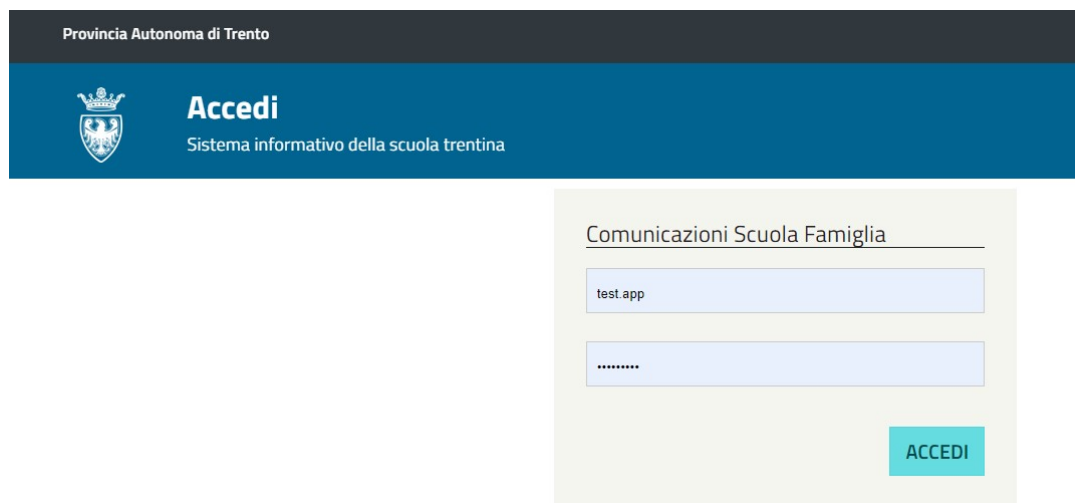 Provincia Autonoma di Trento
Accedi
Sistema informativo della scuola trentina
Comunicazioni Scuola Famiglia
test.app
•••••••••
ACCEDI